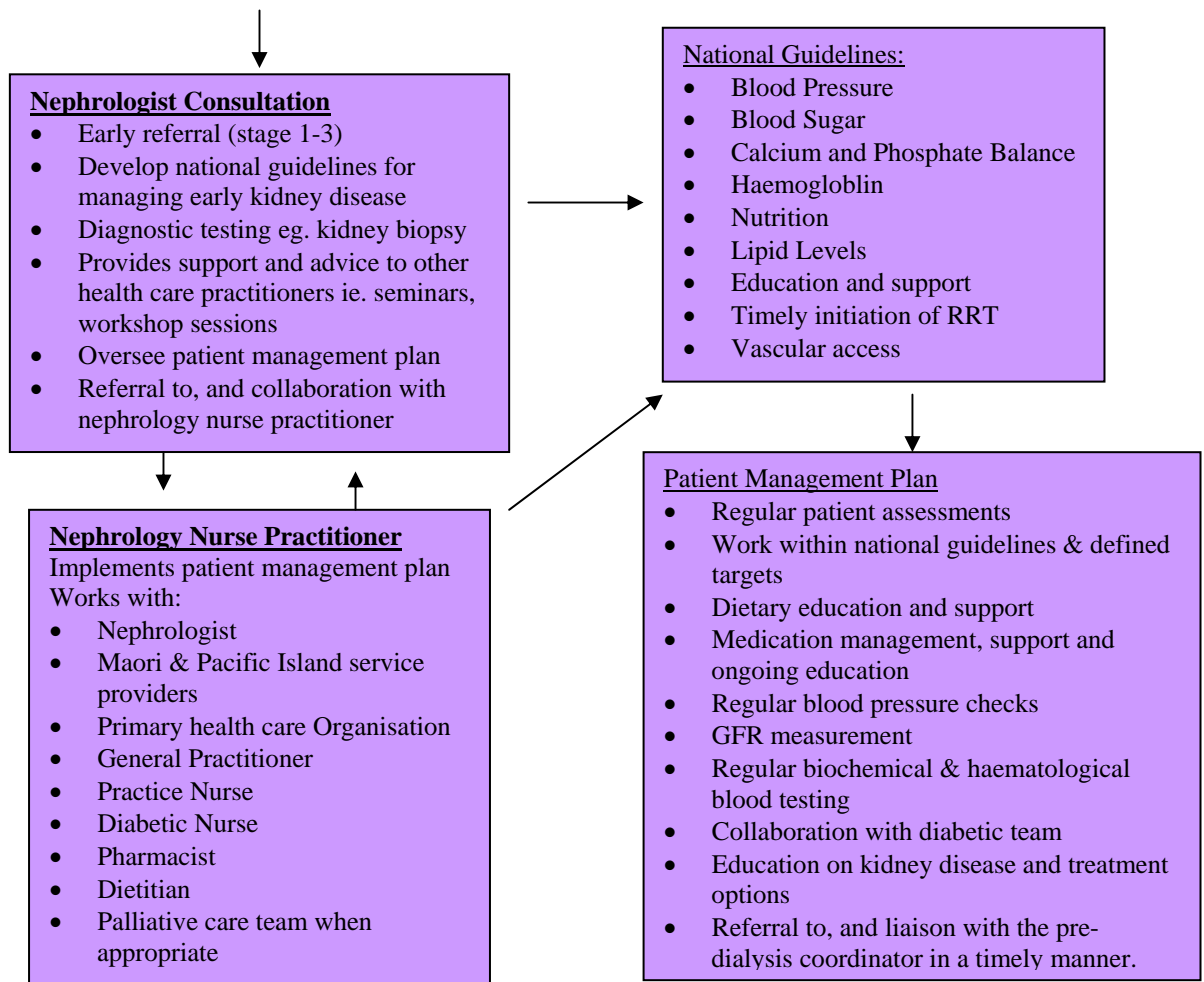 Nephrologist Consultation
• Early referral (stage 1-3)
• Develop national guidelines for
managing early kidney disease
• Diagnostic testing eg. kidney biopsy
• Provides support and advice to other
health care practitioners ie. seminars,
workshop sessions
• Oversee patient management plan
• Referral to, and collaboration with
nephrology nurse practitioner
National Guidelines:
• Blood Pressure
• Blood Sugar
• Calcium and Phosphate Balance
• Haemogloblin
• Nutrition
• Lipid Levels
• Education and support
• Timely initiation of RRT
• Vascular access
Nephrology Nurse Practitioner
Implements patient management plan
Works with:
• Nephrologist
• Maori & Pacific Island service
providers
• Primary health care Organisation
• General Practitioner
• Practice Nurse
• Diabetic Nurse
• Pharmacist
• Dietitian
• Palliative care team when
appropriate
Patient Management Plan
• Regular patient assessments
• Work within national guidelines & defined
targets
• Dietary education and support
• Medication management, support and
ongoing education
• Regular blood pressure checks
• GFR measurement
• Regular biochemical & haematological
blood testing
• Collaboration with diabetic team
• Education on kidney disease and treatment
options
• Referral to, and liaison with the pre-
dialysis coordinator in a timely manner.